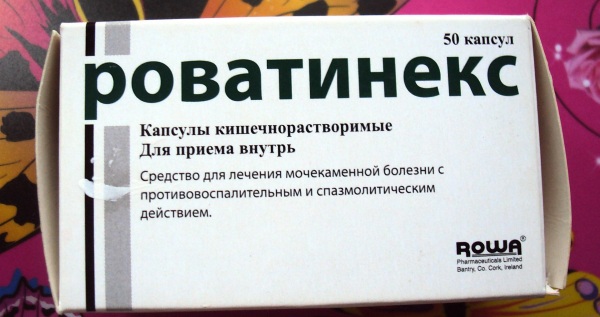 50 капсул
роватинекс
Капсулы кишечнорастворимые
Для приема внутрь
Средство для лечения мочекаменной болезни с
противовоспалительным и спазмолитическим
действием.
ROWA®
Pharmaceuticals Limited
Bantry, Co. Cork, Ireland